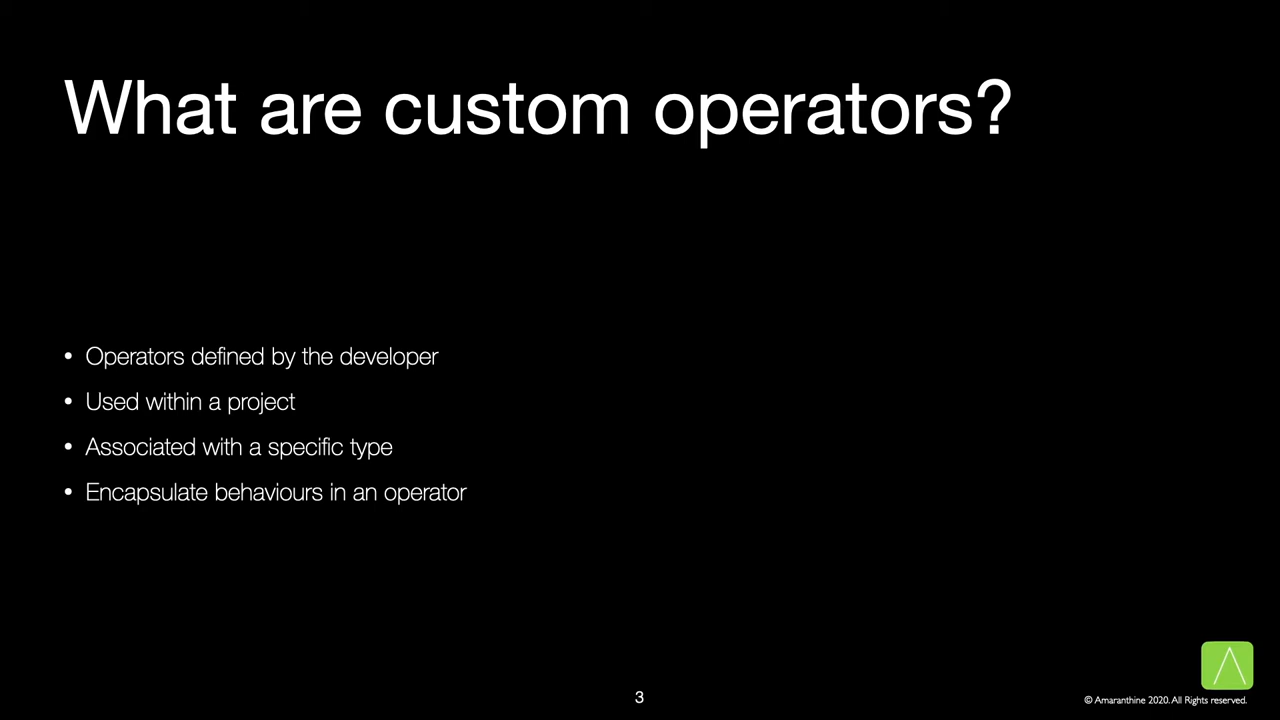 What are custom operators?
• Operators defined by the developer
• Used within a project
• Associated with a specific type
• Encapsulate behaviours in an operator
3
© Amaranthine 2020. All Rights reserved.